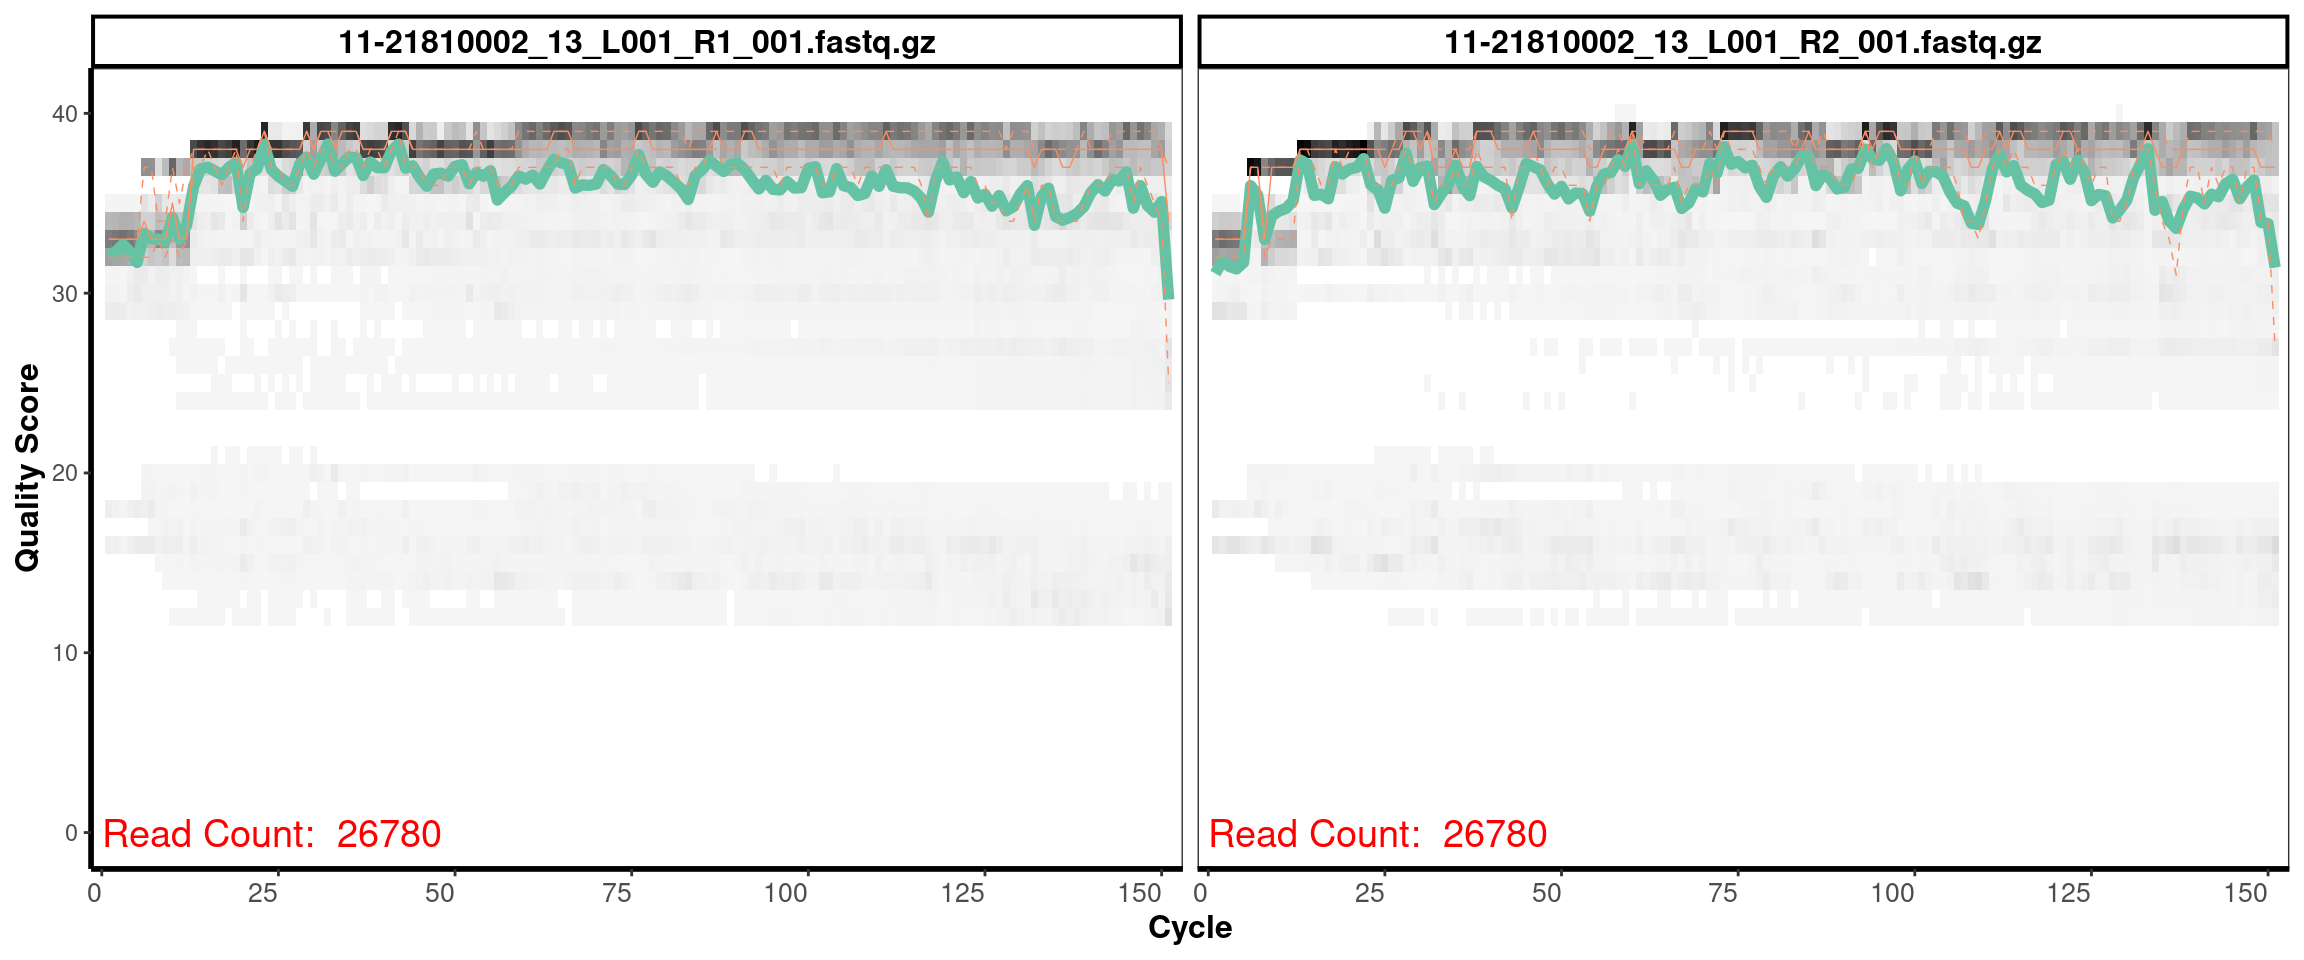 11-21810002_13_L001_R1_001.fastq.gz
11-21810002_13_L001_R2_001.fastq.gz
Quality Score
40
30
20
10
0
Read Count: 26780
Read Count: 26780
0 25 50 75 100 125 150
0 25 50 75 100 125 150
Cycle